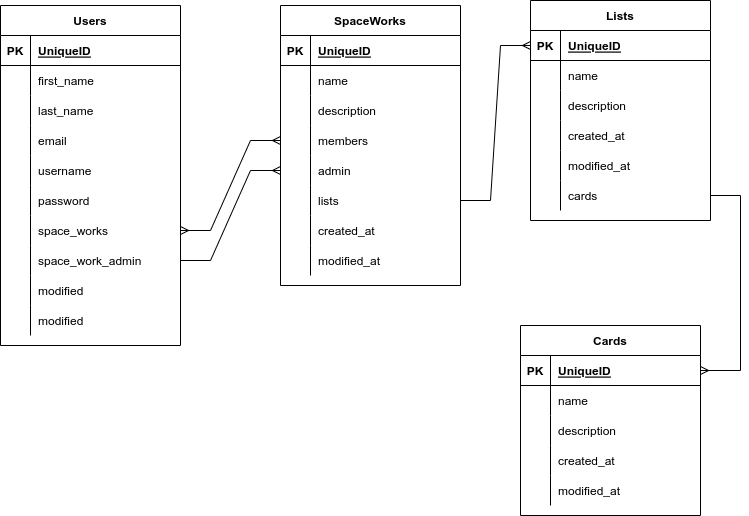 Users
PK UniqueID
first_name
last_name
email
username
password
space_works
space_work_admin
modified
modified
SpaceWorks
PK UniqueID
name
description
members
admin
lists
created_at
modified_at
Lists
PK UniqueID
name
description
created_at
modified_at
cards
Cards
PK UniqueID
name
description
created_at
modified_at